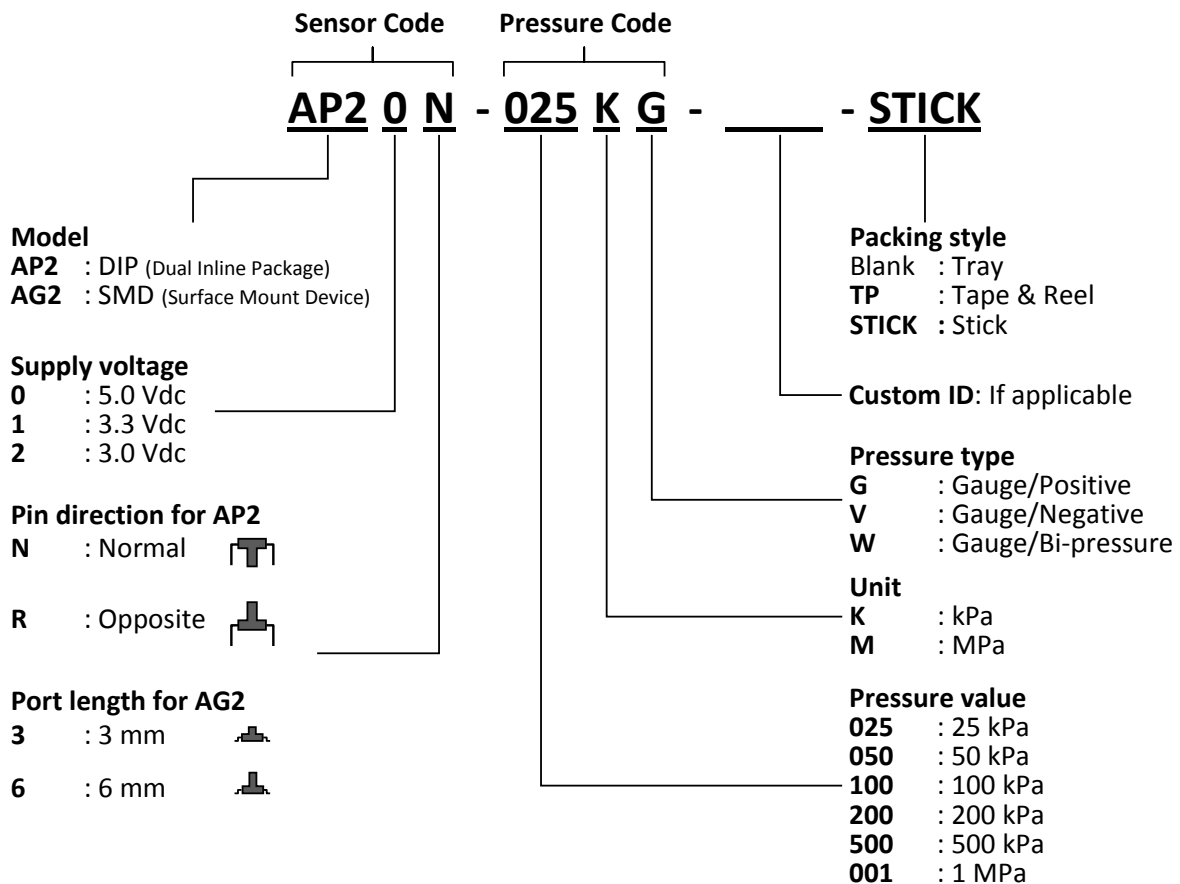 Sensor Code Pressure Code
AP2 0 N - 025 K G - ____ - STICK
Model
AP2 : DIP (Dual Inline Package)
AG2 : SMD (Surface Mount Device)
Supply voltage
0 : 5.0 Vdc
1 : 3.3 Vdc
2 : 3.0 Vdc
Pin direction for AP2
N : Normal
R : Opposite
Port length for AG2
3 : 3 mm
6 : 6 mm
Packing style
Blank : Tray
TP : Tape & Reel
STICK : Stick
Custom ID: If applicable
Pressure type
G : Gauge/Positive
V : Gauge/Negative
W : Gauge/Bi-pressure
Unit
K : kPa
M : MPa
Pressure value
025 : 25 kPa
050 : 50 kPa
100 : 100 kPa
200 : 200 kPa
500 : 500 kPa
001 : 1 MPa